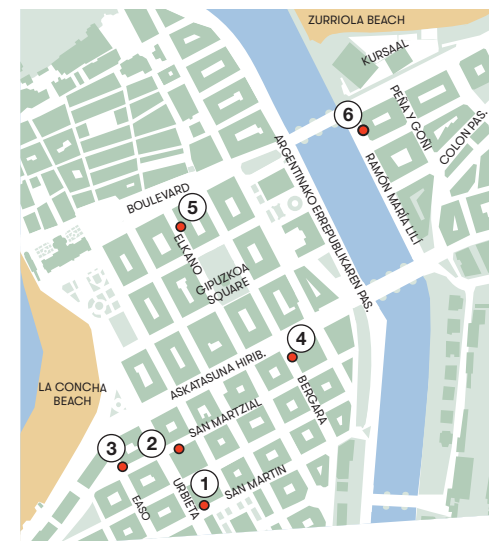 ZURRIOLA BEACH
KURSAAL
PEÑA Y GOÑI
COLON PAS.
6
RAMÓN MARÍA LILÍ
ARGENTINAKO ERREPUBLIKAREN PAS.
BOULEVARD
5
ELKANO
GIPUZKOA
SQUARE
4
ASKATASUNA HIRIB.
BERGARA
LA CONCHA
BEACH
SAN MARTZIAL
2
3
1
SAN MARTIN
URBIETA
EASO